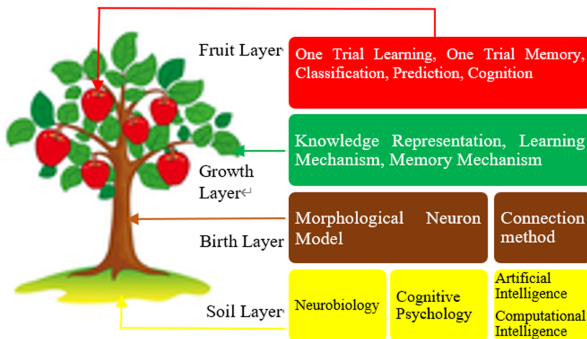 Fruit Layer
One Trial Learning, One Trial Memory,
Classification, Prediction, Cognition
Knowledge Representation, Learning
Mechanism, Memory Mechanism
Growth
Layer↵
Morphological Neuron
Model
Connection
method
Birth Layer
Soil Layer
Neurobiology
Cognitive
Psychology
Artificial
Intelligence
Computational
Intelligence